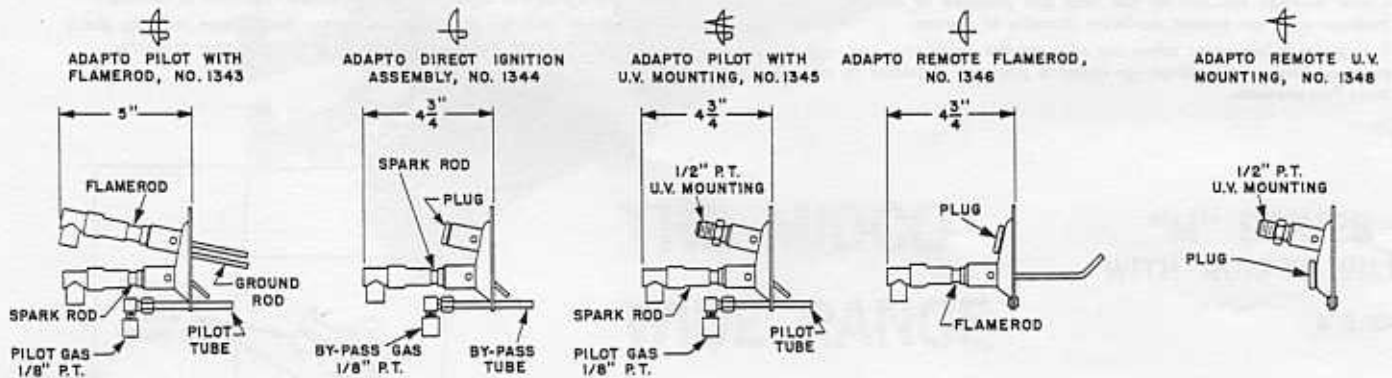 ADAPTO PILOT WITH
FLAMEROD, NO. 1343
5"
FLAMEROD
GROUND
ROD
SPARK ROD
PILOT
TUBE
PILOT GAS
1/8" P.T.
ADAPTO DIRECT IGNITION
ASSEMBLY, NO. 1344
4 3/4"
SPARK ROD
PLUG
BY-PASS GAS
1/8" P.T.
BY-PASS
TUBE
ADAPTO PILOT WITH
U.V. MOUNTING, NO. 1345
4 3/4"
1/2" P.T.
U.V. MOUNTING
SPARK ROD
PILOT
TUBE
PILOT GAS
1/8" P.T.
ADAPTO REMOTE FLAMEROD,
NO. 1346
4 3/4"
PLUG
FLAMEROD
ADAPTO REMOTE U.V.
MOUNTING, NO. 1348
1/2" P.T.
U.V. MOUNTING
PLUG